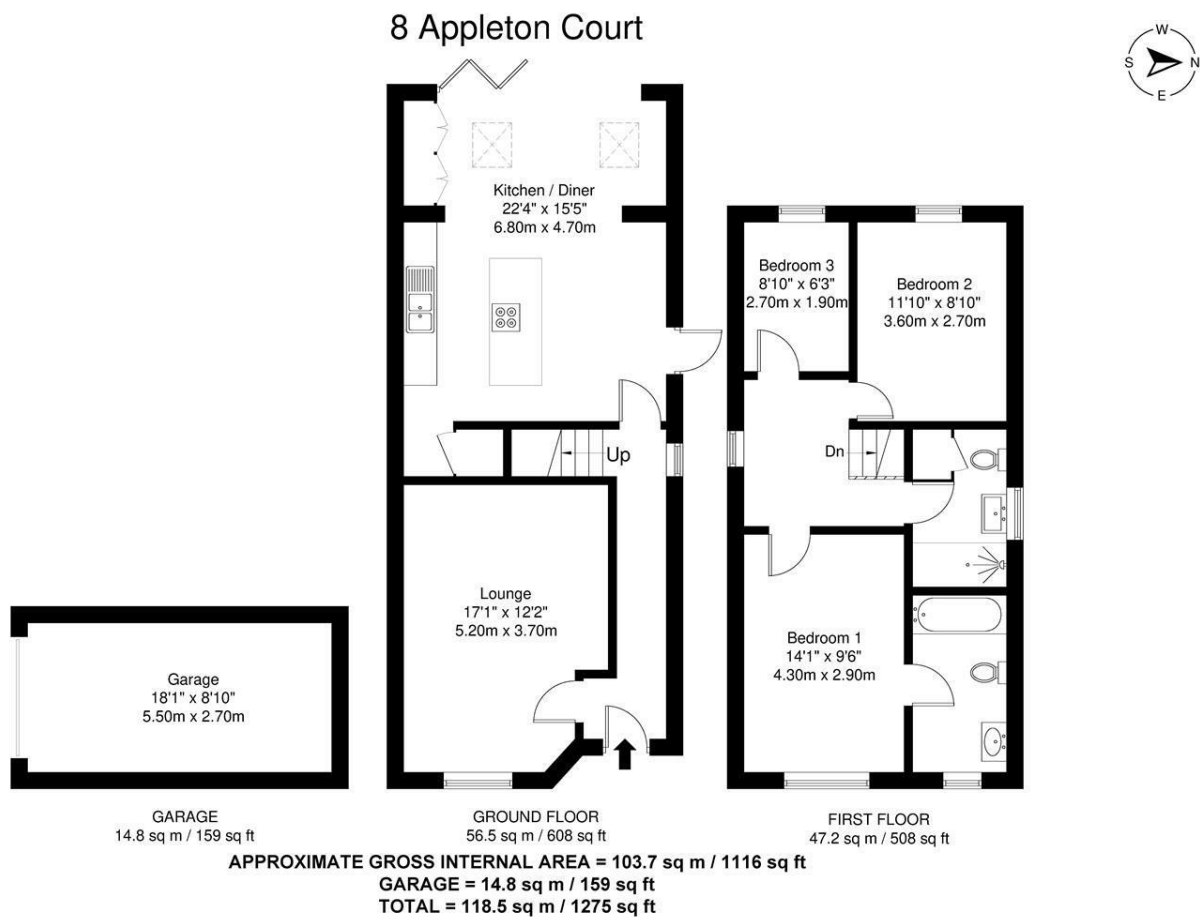 8 Appleton Court
W
S
N
E
Kitchen / Diner
22'4" x 15'5"
6.80m x 4.70m
Bedroom 3
8'10" x 6'3"
2.70m x 1.90m
Bedroom 2
11'10" x 8'10"
3.60m x 2.70m
Up
Dn
Lounge
17'1" x 12'2"
5.20m x 3.70m
Bedroom 1
14'1" x 9'6"
4.30m x 2.90m
Garage
18'1" x 8'10"
5.50m x 2.70m
GARAGE
14.8 sq m / 159 sq ft
GROUND FLOOR
56.5 sq m / 608 sq ft
FIRST FLOOR
47.2 sq m / 508 sq ft
APPROXIMATE GROSS INTERNAL AREA = 103.7 sq m / 1116 sq ft
GARAGE = 14.8 sq m / 159 sq ft
TOTAL = 118.5 sq m / 1275 sq ft